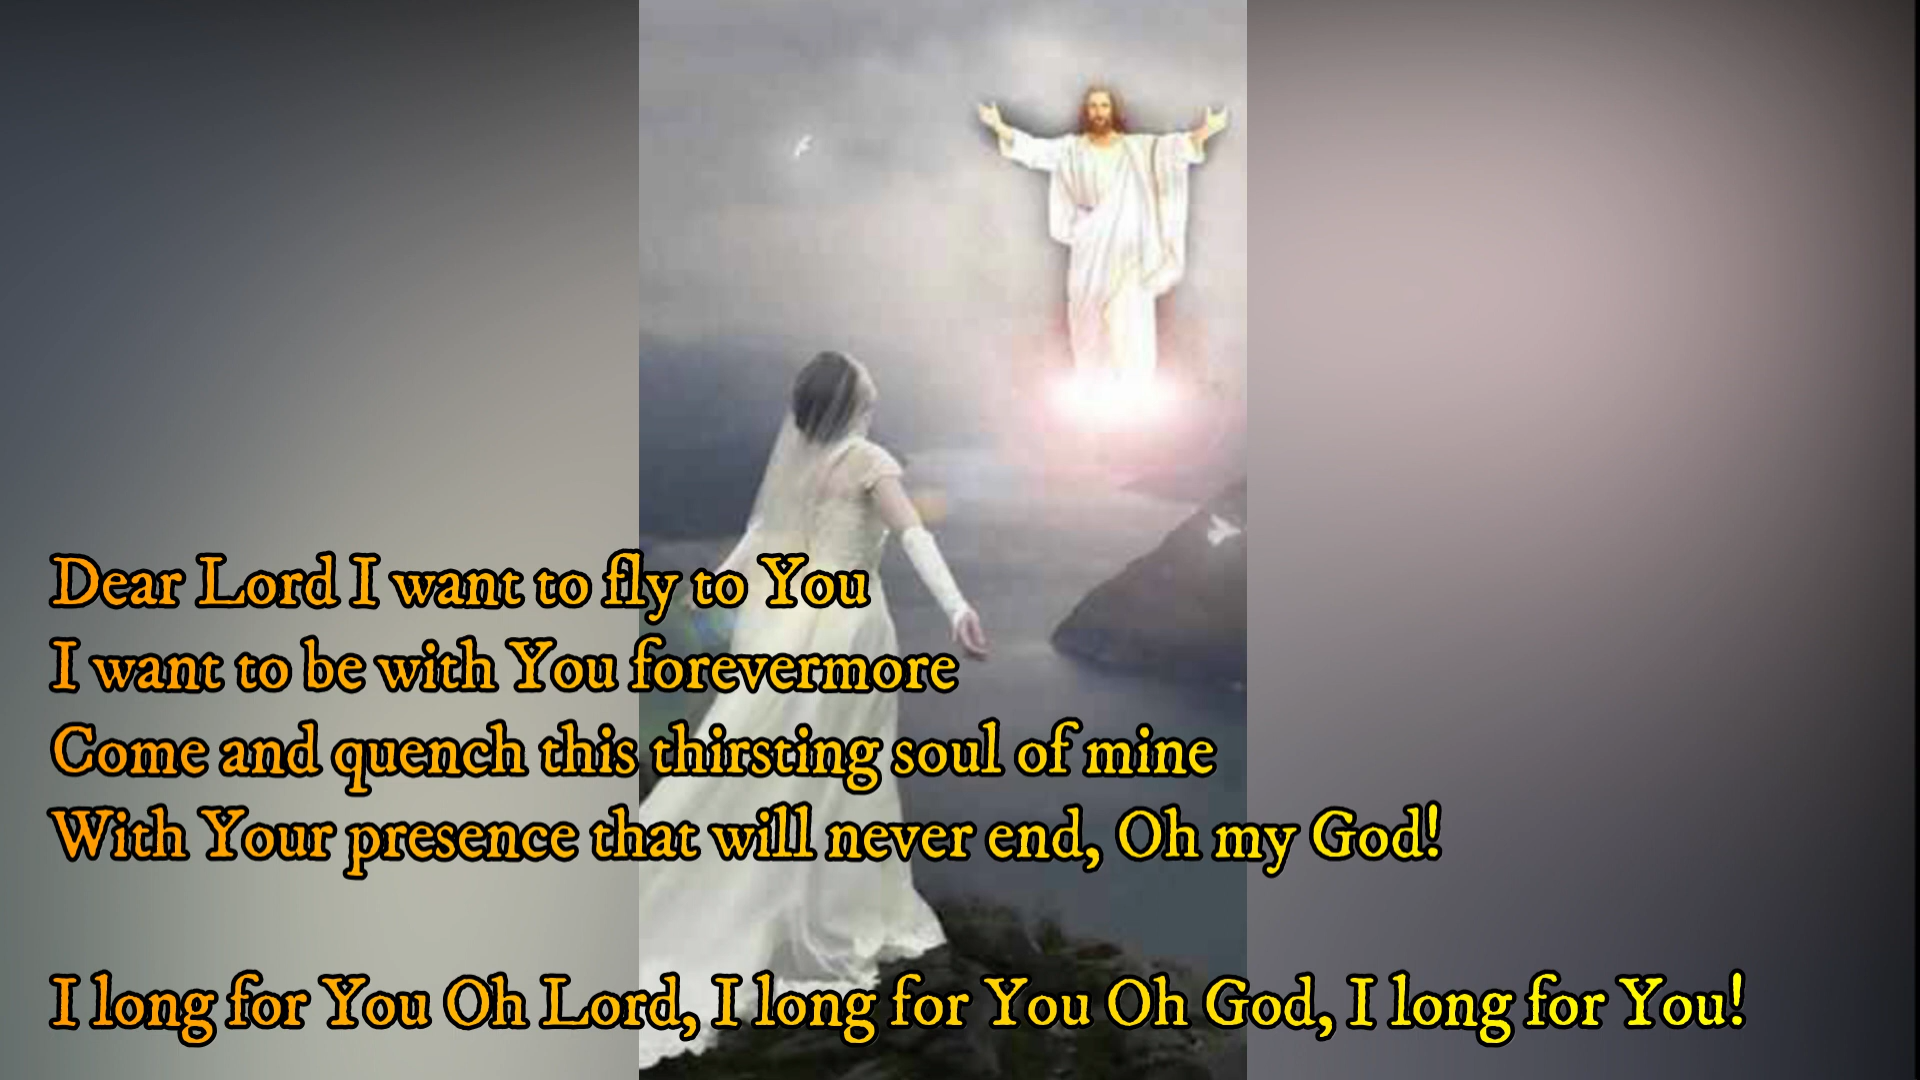 Dear Lord I want to fly to You
I want to be with You forevermore
Come and quench this thirsting soul of mine
With Your presence that will never end, Oh my God!
I long for You Oh Lord, I long for You Oh God, I long for You!